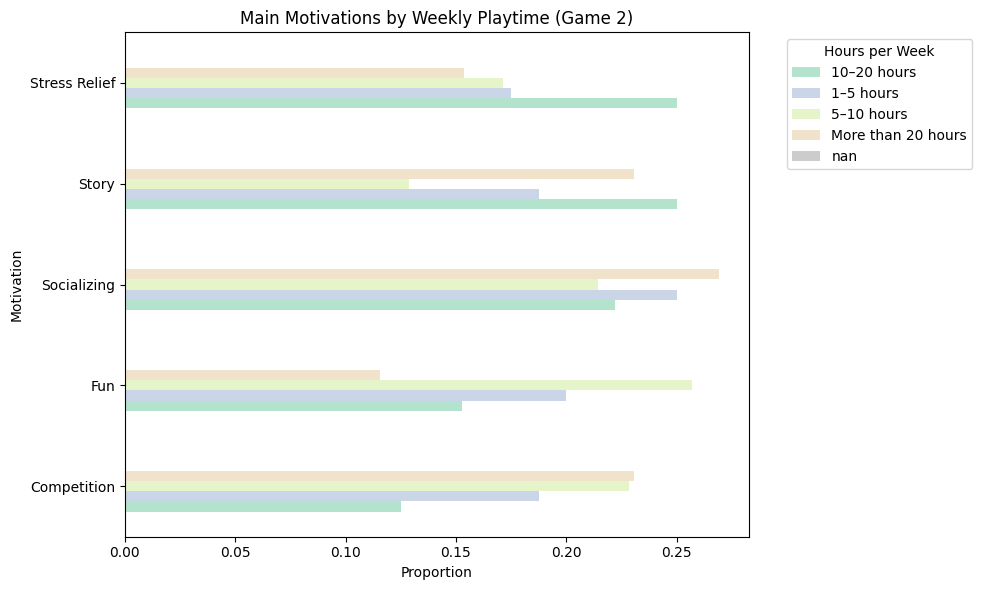 Main Motivations by Weekly Playtime (Game 2)
Hours per Week
10–20 hours
1–5 hours
5–10 hours
More than 20 hours
nan
Motivation
Stress Relief
Story
Socializing
Fun
Competition
0.00 0.05 0.10 0.15 0.20 0.25
Proportion